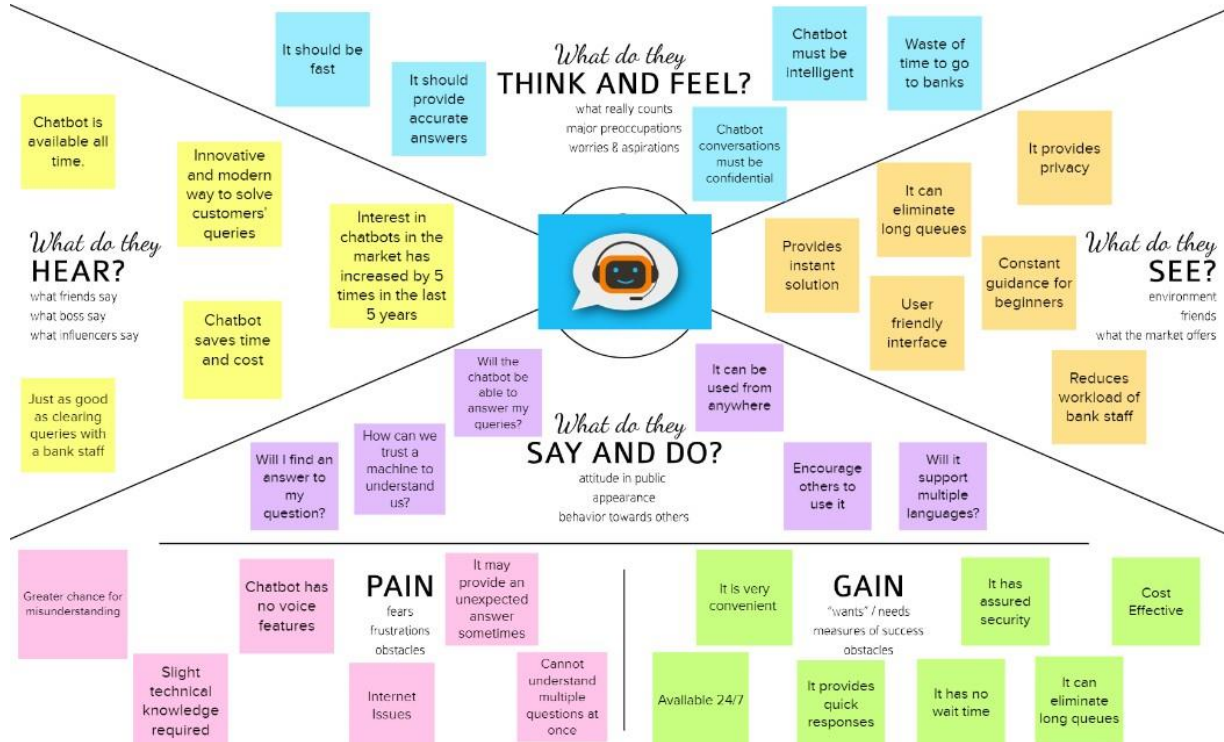 What do they
THINK AND FEEL?
what really counts
major preoccupations
worries & aspirations
It should be
fast
It should
provide
accurate
answers
Chatbot
must be
intelligent
Waste of
time to go
to banks
Chatbot
conversations
must be
confidential
What do they
HEAR?
what friends say
what boss say
what influencers say
Chatbot is
available all
time.
Innovative
and modern
way to solve
customers'
queries
Interest in
chatbots in the
market has
increased by 5
times in the last
5 years
Chatbot
saves time
and cost
Just as good
as clearing
queries with
a bank staff
What do they
SEE?
environment
friends
what the market offers
It provides
privacy
It can
eliminate
long queues
Provides
instant
solution
Constant
guidance for
beginners
User
friendly
interface
Reduces
workload of
bank staff
What do they
SAY AND DO?
attitude in public
appearance
behavior towards others
Will the
chatbot be
able to
answer my
queries?
It can be
used from
anywhere
How can we
trust a
machine to
understand
us?
Will I find an
answer to
my
question?
Encourage
others to
use it
Will it
support
multiple
languages?
PAIN
fears
frustrations
obstacles
Greater chance for
misunderstanding
Chatbot has
no voice
features
It may
provide an
unexpected
answer
sometimes
Slight
technical
knowledge
required
Internet
Issues
Cannot
understand
multiple
questions at
once
GAIN
"wants" / needs
measures of success
obstacles
It is very
convenient
It has
assured
security
Cost
Effective
Available 24/7
It provides
quick
responses
It has no
wait time
It can
eliminate
long queues